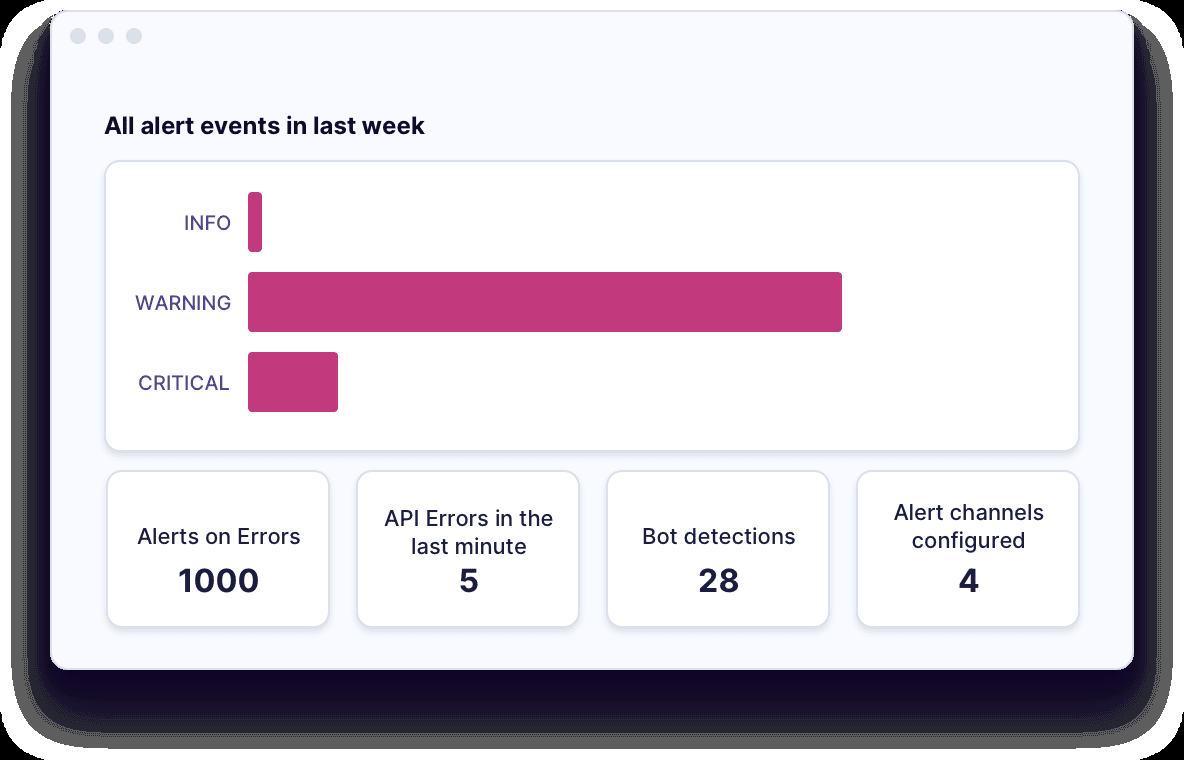 All alert events in last week
INFO
WARNING
CRITICAL
Alerts on Errors
1000
API Errors in the
last minute
5
Bot detections
28
Alert channels
configured
4